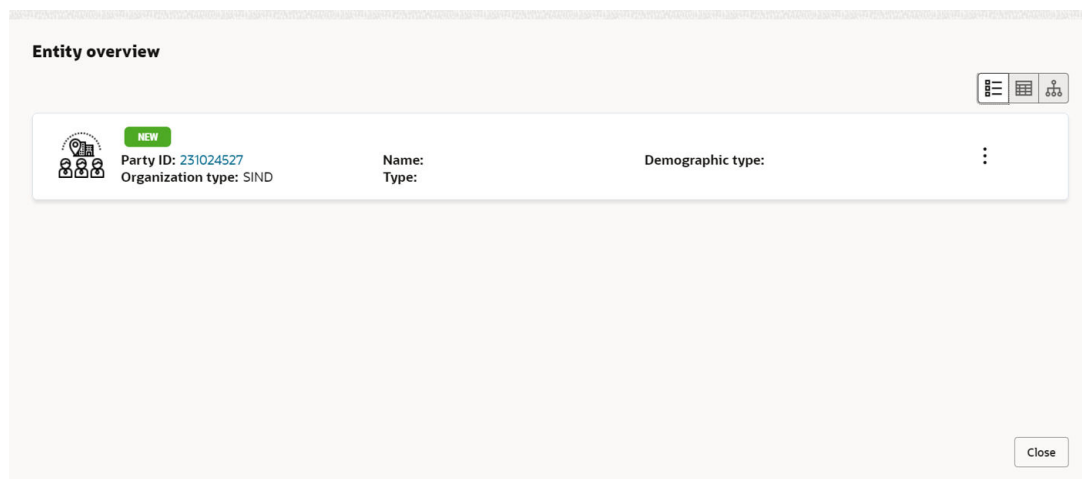 Entity overview
NEW
Party ID: 231024527
Organization type: SIND
Name:
Type:
Demographic type:
Close